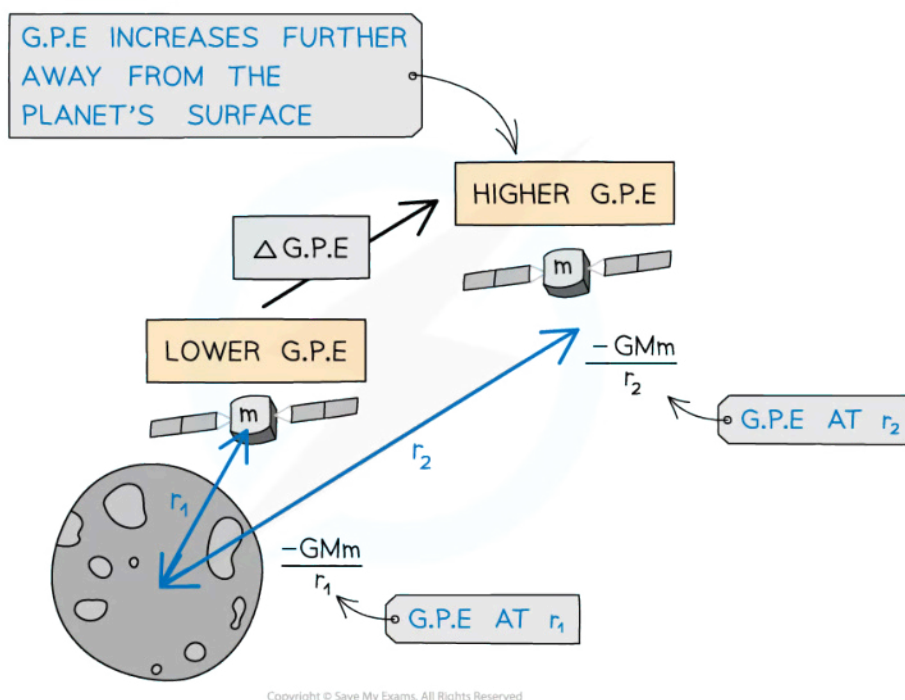 G.P.E INCREASES FURTHER
AWAY FROM THE
PLANET'S SURFACE
HIGHER G.P.E
△ G.P.E
m
LOWER G.P.E
-GMm
r₂
m
G.P.E AT r₂
r₂
r₁
-GMm
r₁
G.P.E AT r₁
Copyright © Save My Exams. All Rights Reserved